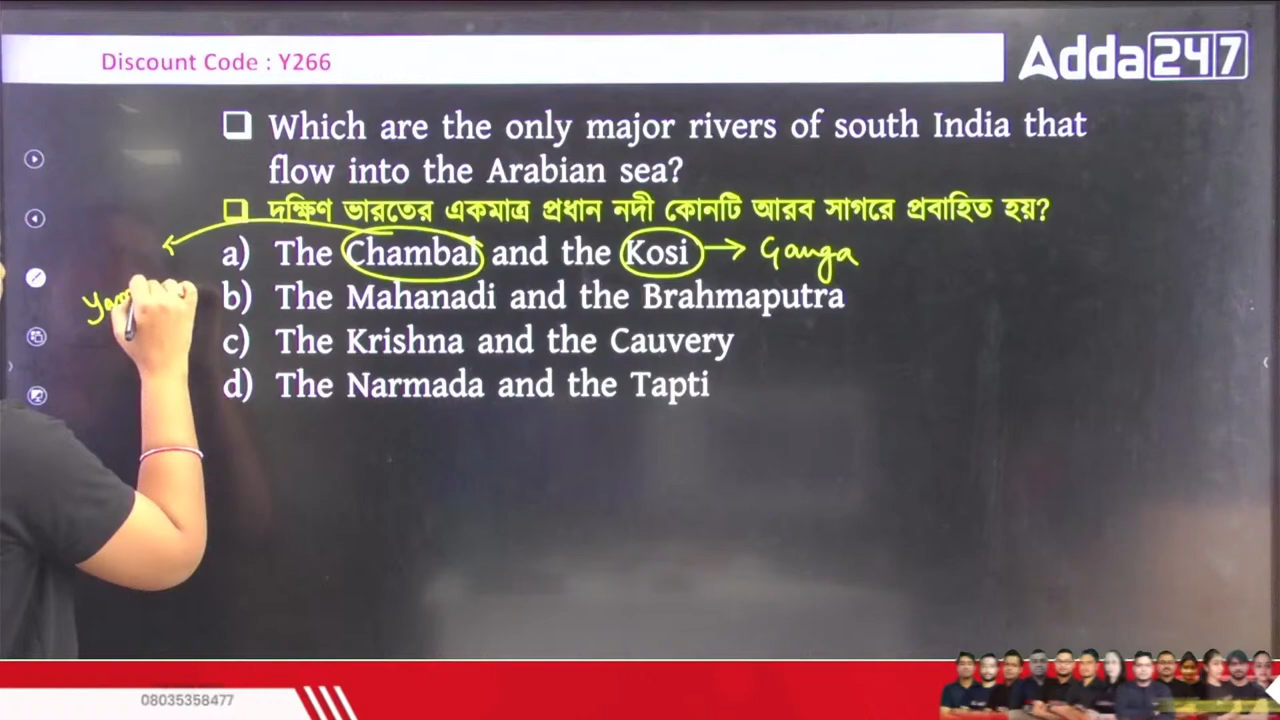 Discount Code : Y266
Adda247
Which are the only major rivers of south India that
flow into the Arabian sea?
দক্ষিণ ভারতের একমাত্র প্রধান নদী কোনটি আরব সাগরে প্রবাহিত হয়?
a) The Chambal and the Kosi → Ganga
b) The Mahanadi and the Brahmaputra
c) The Krishna and the Cauvery
d) The Narmada and the Tapti
08035358477